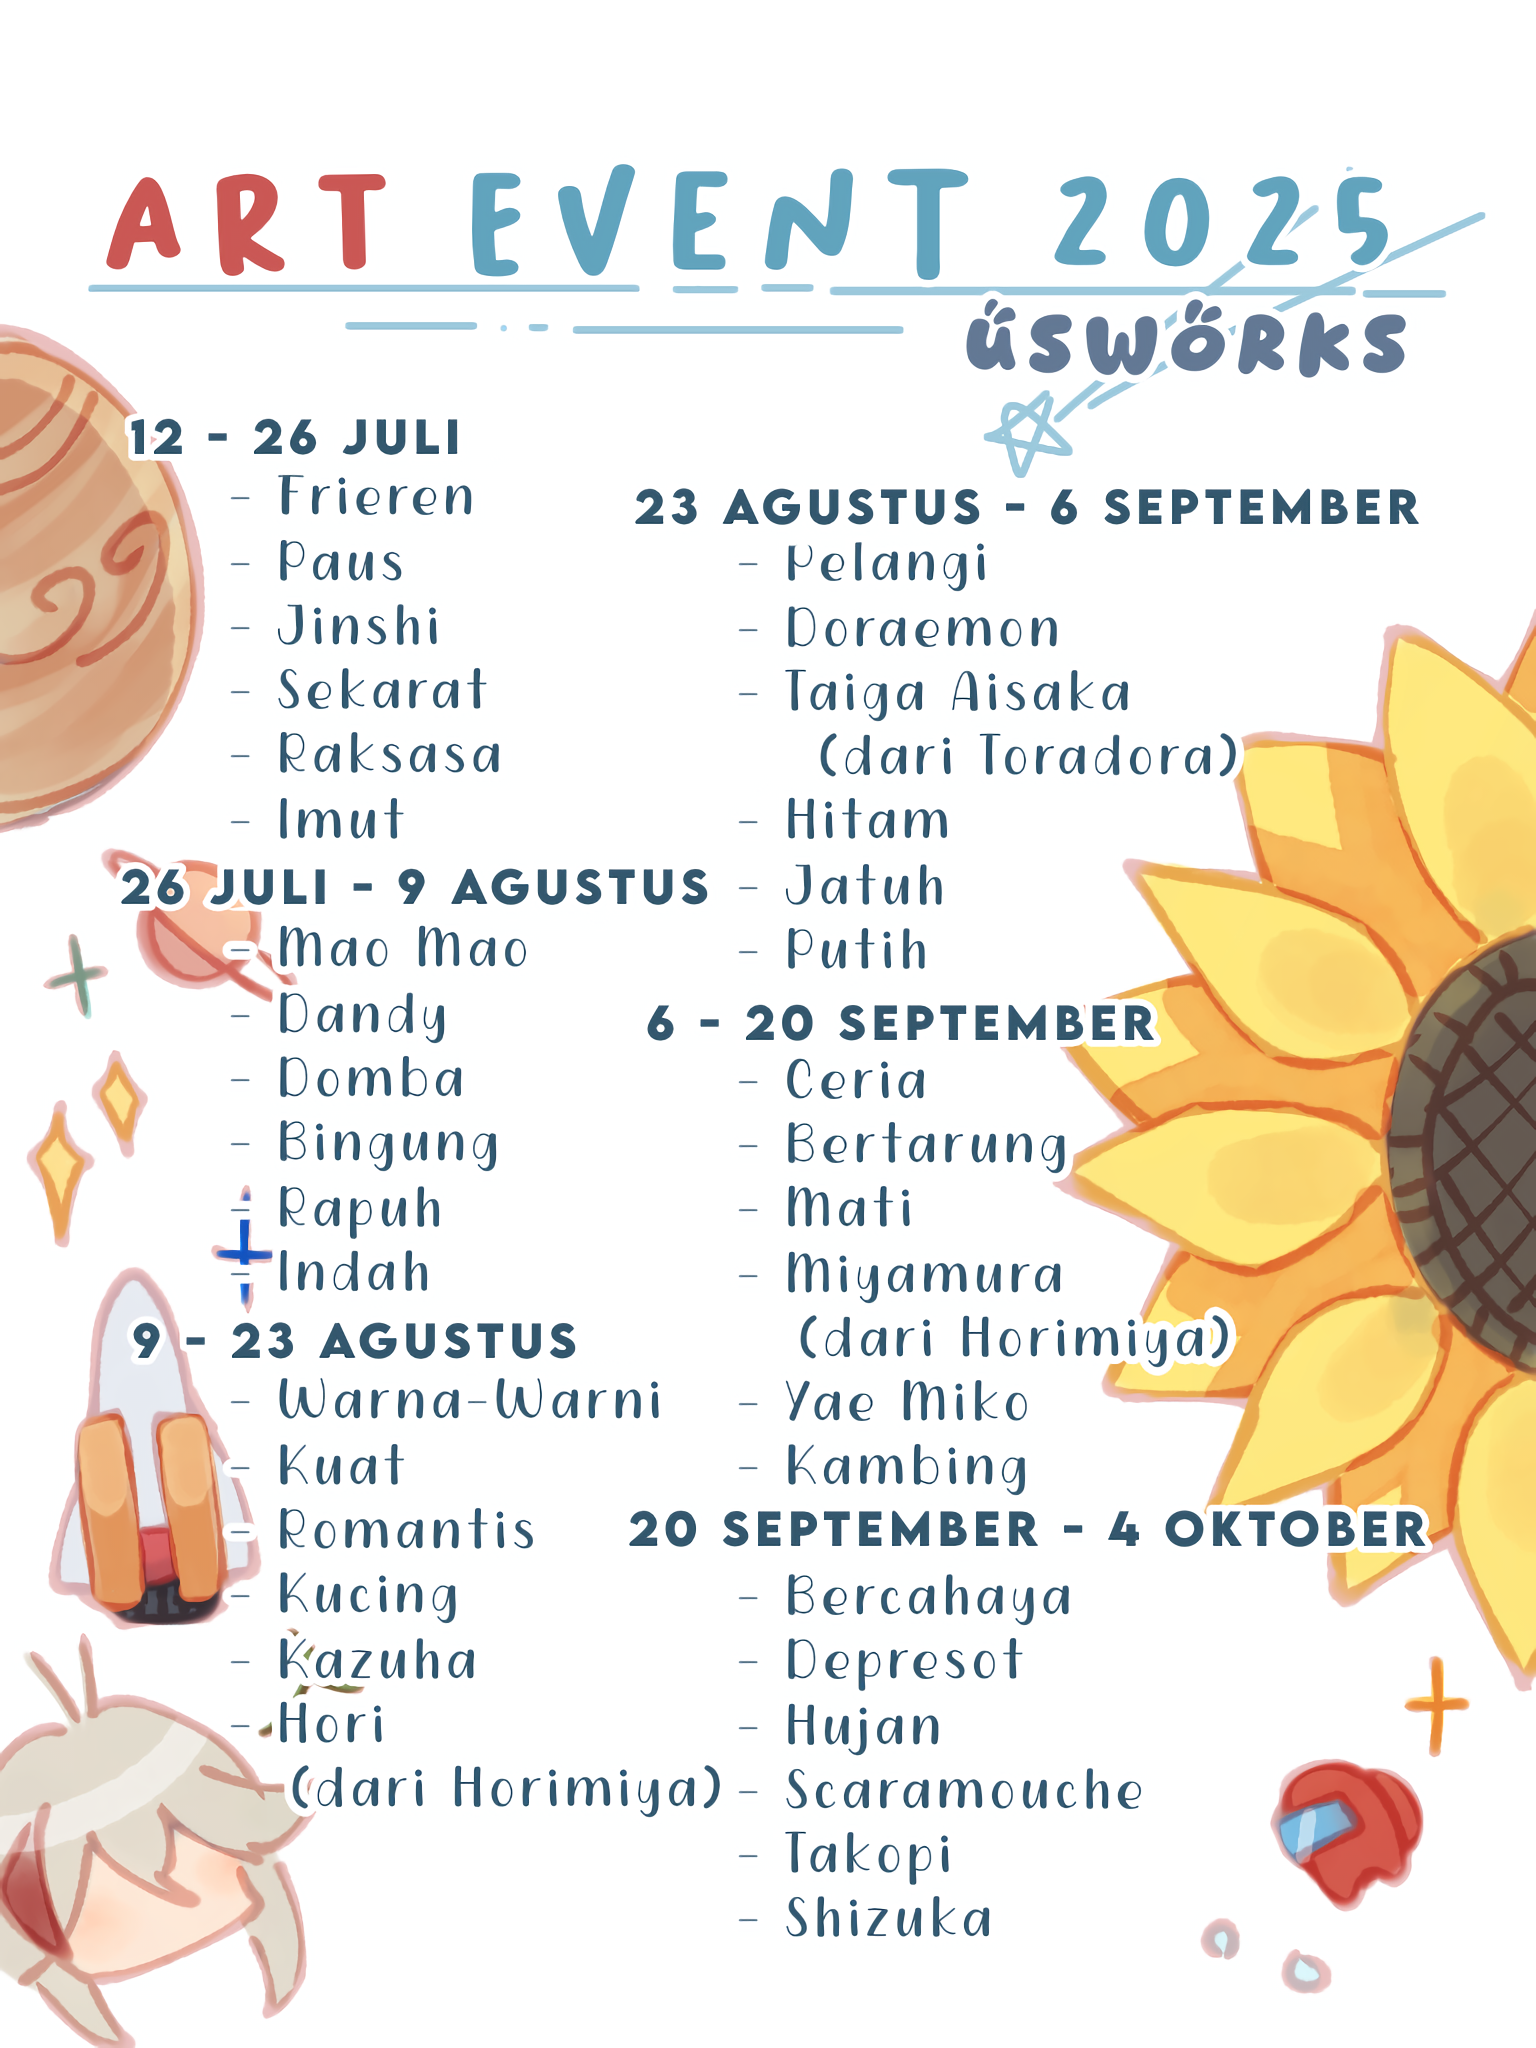 ART EVENT 2025
ŰSWŐRKS
12 - 26 JULI
- Frieren
- Paus
- Jinshi
- Sekarat
- Raksasa
- Imut
26 JULI - 9 AGUSTUS
- Mao Mao
- Dandy
- Domba
- Bingung
- Rapuh
- Indah
9 - 23 AGUSTUS
- Warna-Warni
- Kuat
- Romantis
- Kucing
- Kazuha
- Hori
(dari Horimiya)
23 AGUSTUS - 6 SEPTEMBER
- Pelangi
- Doraemon
- Taiga Aisaka
(dari Toradora)
- Hitam
- Jatuh
- Putih
6 - 20 SEPTEMBER
- Ceria
- Bertarung
- Mati
- Miyamura
(dari Horimiya)
- Yae Miko
- Kambing
20 SEPTEMBER - 4 OKTOBER
- Bercahaya
- Depresot
- Hujan
- Scaramouche
- Takopi
- Shizuka